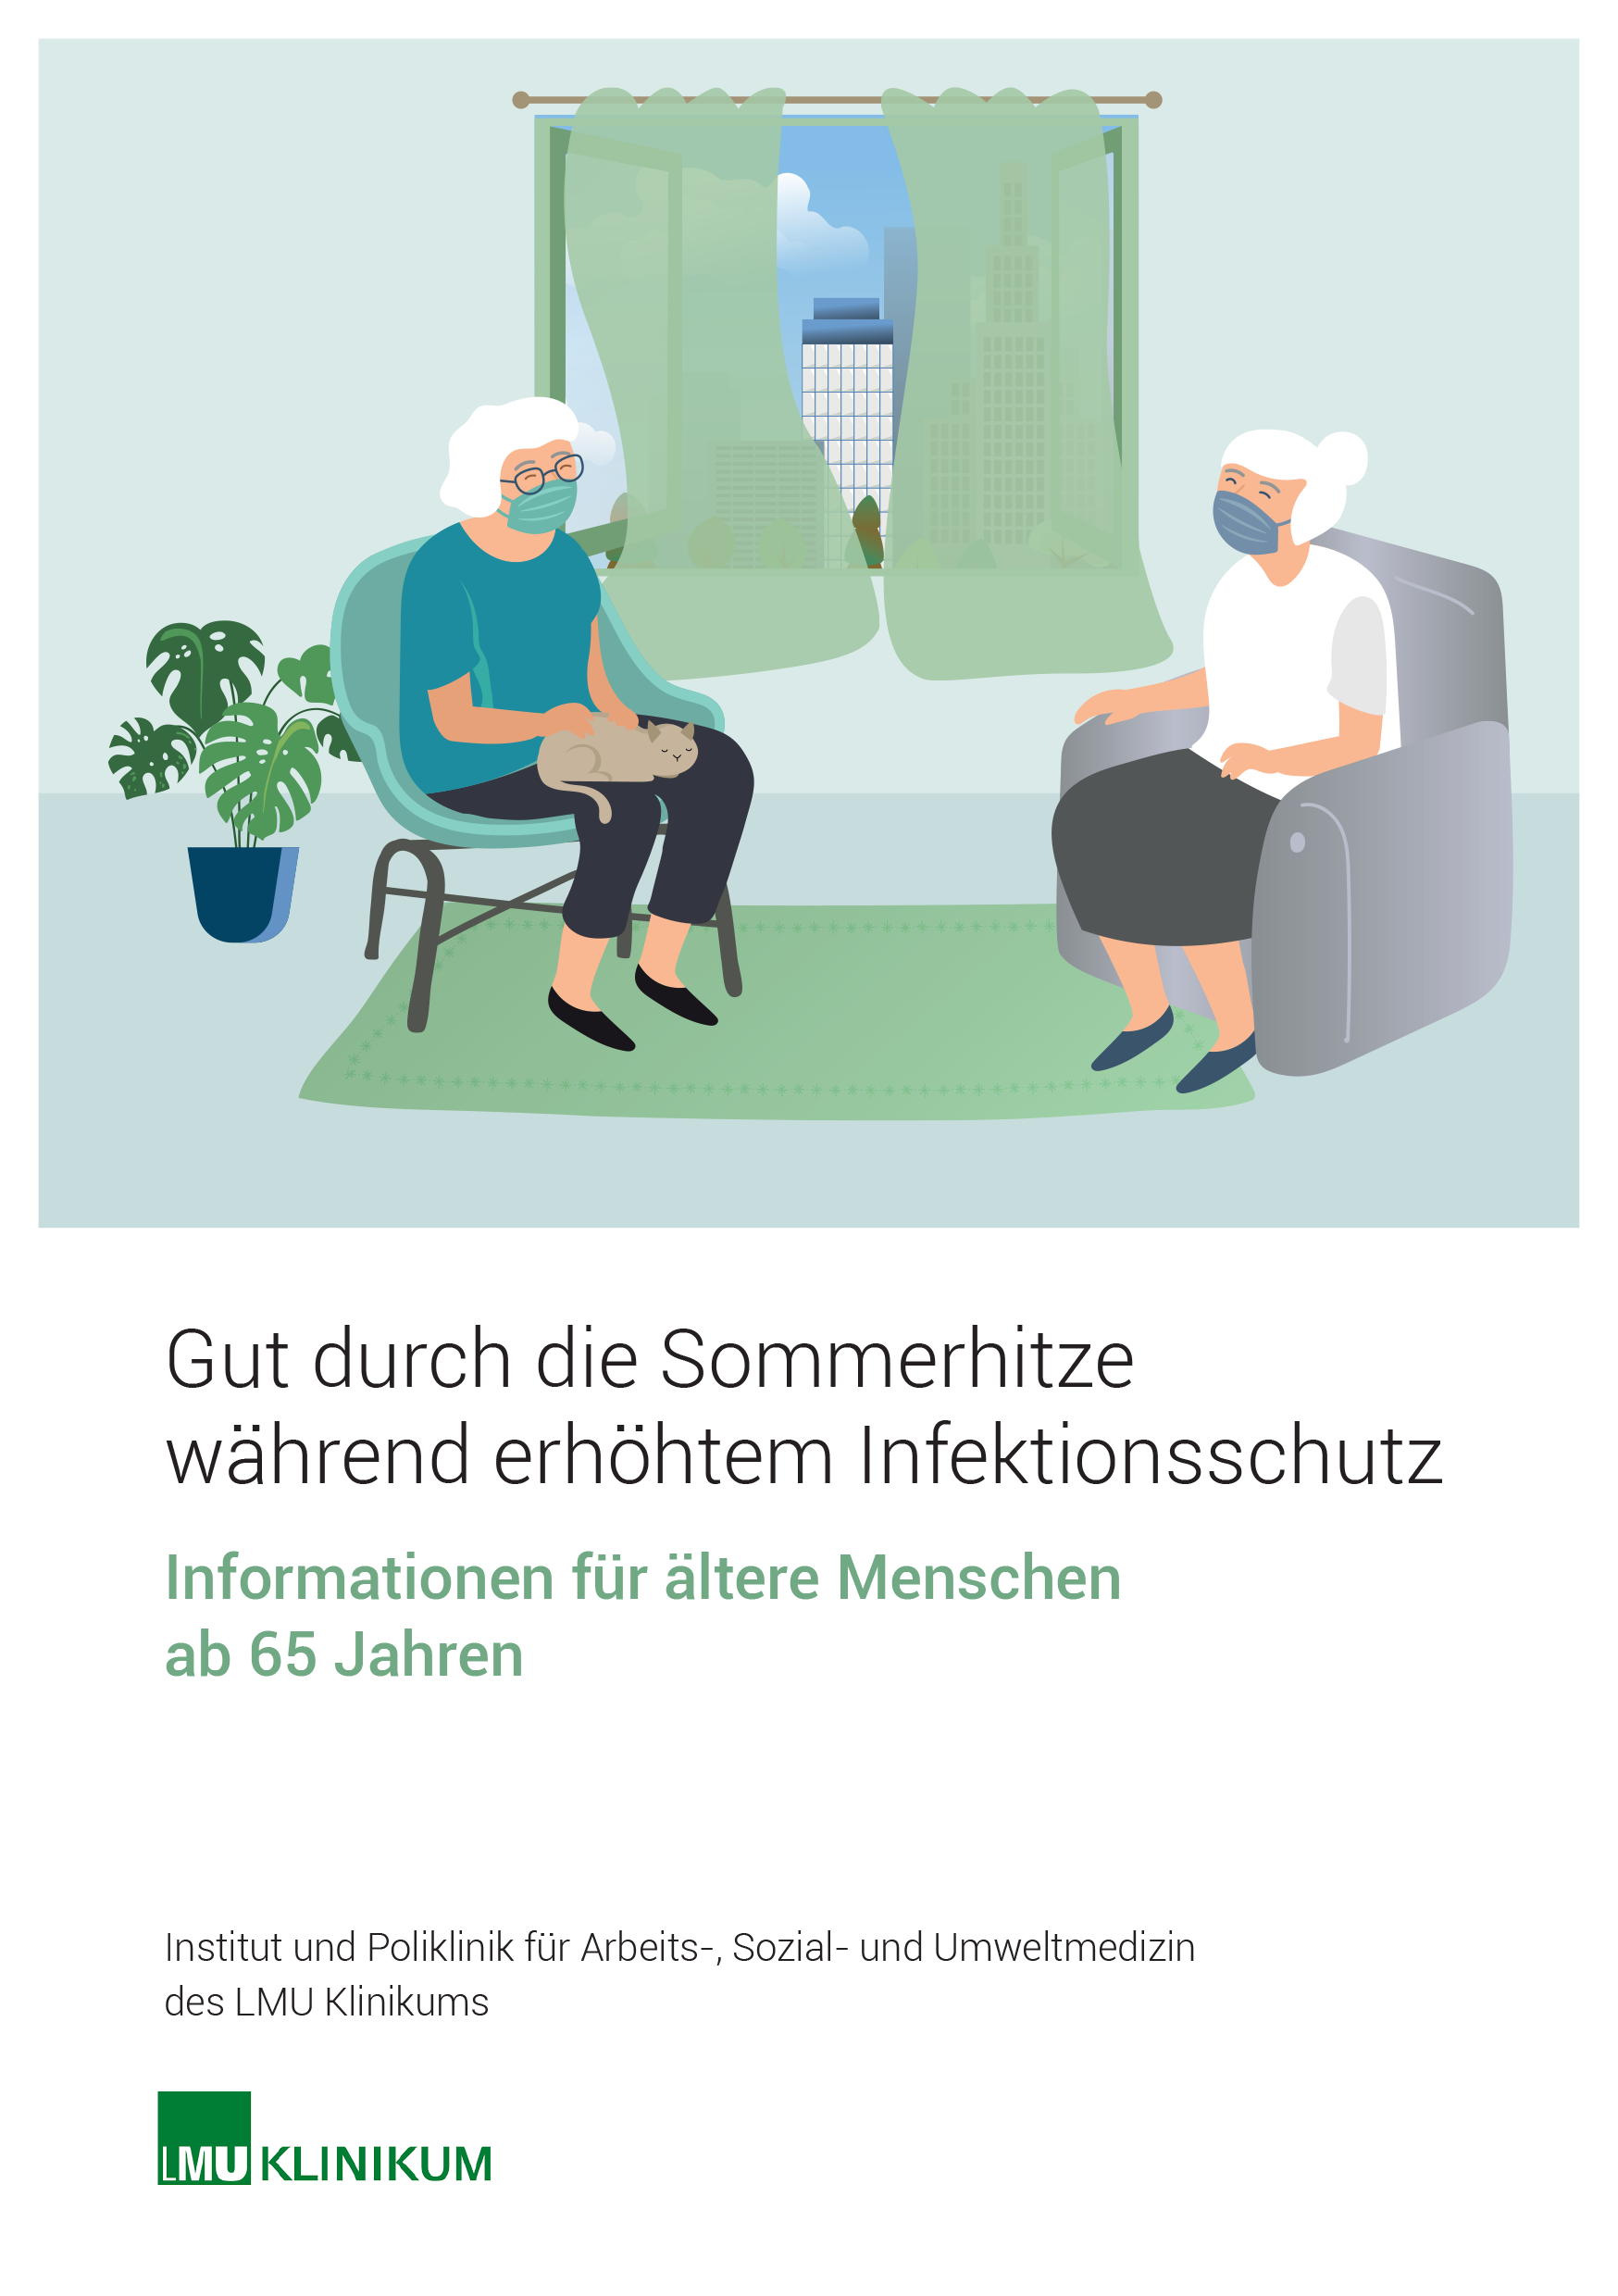 Gut durch die Sommerhitze
während erhöhtem Infektionsschutz
Informationen für ältere Menschen
ab 65 Jahren
Institut und Poliklinik für Arbeits-, Sozial- und Umweltmedizin
des LMU Klinikums
LMU KLINIKUM